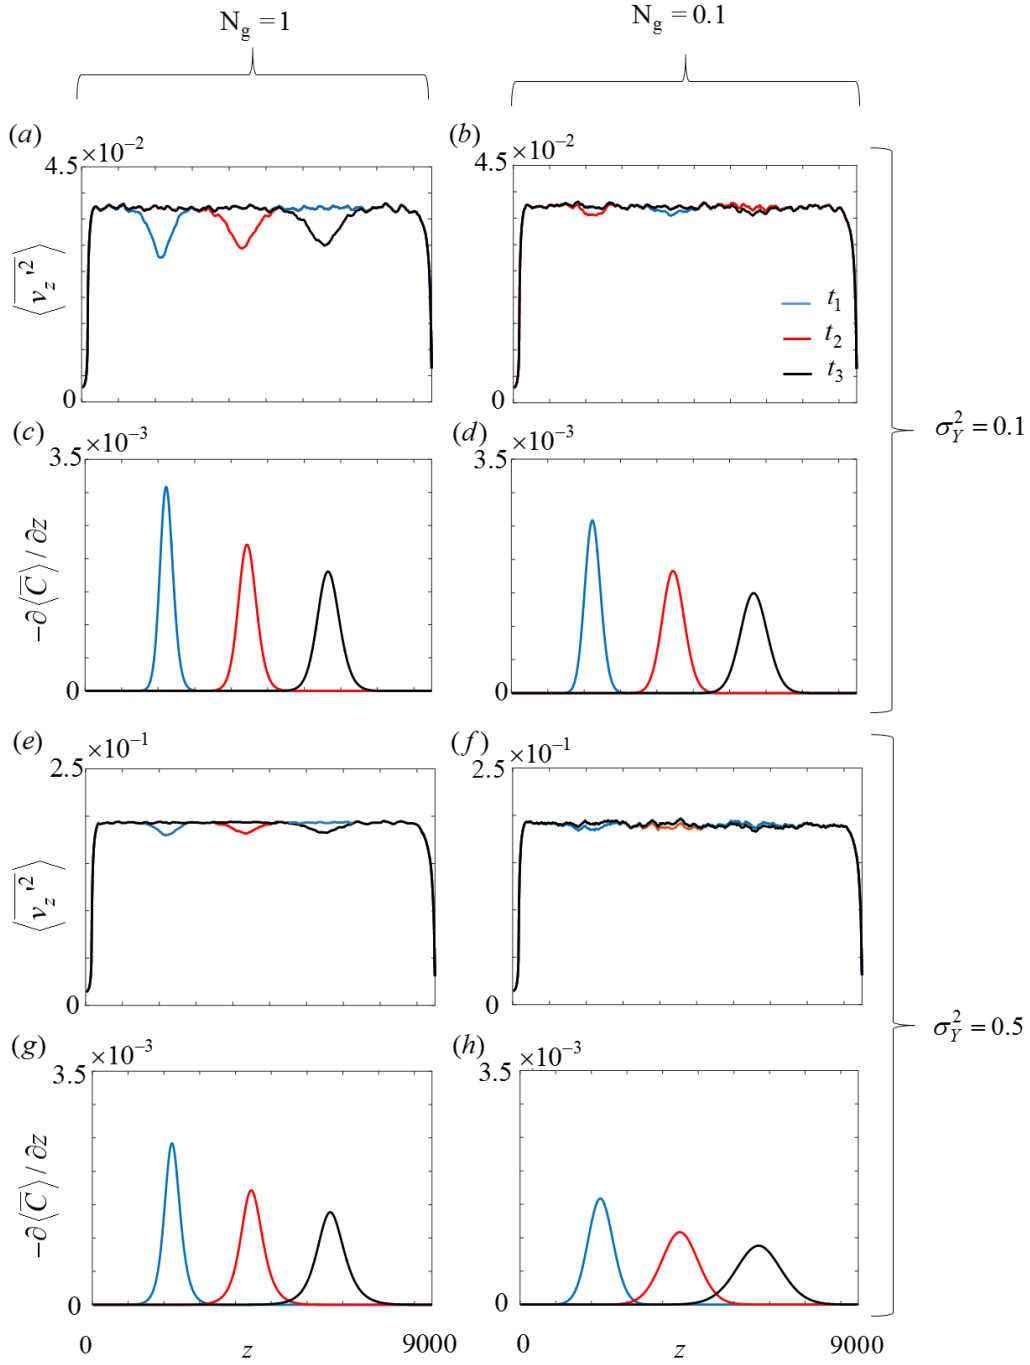 N_g = 1
N_g = 0.1
(a)
(b)
4.5 ×10^−2
4.5 ×10^−2
⟨\overline{v_z'^2}⟩
t_1
t_2
t_3
0
0
σ_Y^2 = 0.1
(c)
(d)
3.5 ×10^−3
3.5 ×10^−3
−∂⟨\overline{C}⟩ / ∂z
0
0
(e)
(f)
2.5 ×10^−1
2.5 ×10^−1
⟨\overline{v_z'^2}⟩
0
0
σ_Y^2 = 0.5
(g)
(h)
3.5 ×10^−3
3.5 ×10^−3
−∂⟨\overline{C}⟩ / ∂z
0
0
0 z 9000
0 z 9000